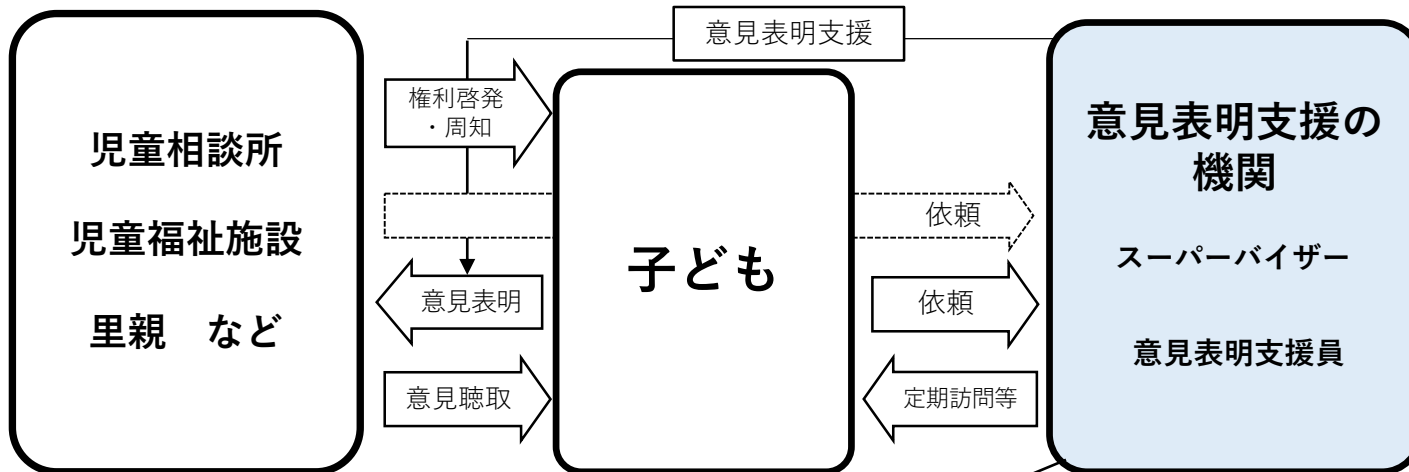 意見表明支援
児童相談所
児童福祉施設
里親　など
権利啓発
・周知
意見表明
意見聴取
子ども
依頼
依頼
定期訪問等
意見表明支援の
機関
スーパーバイザー
意見表明支援員